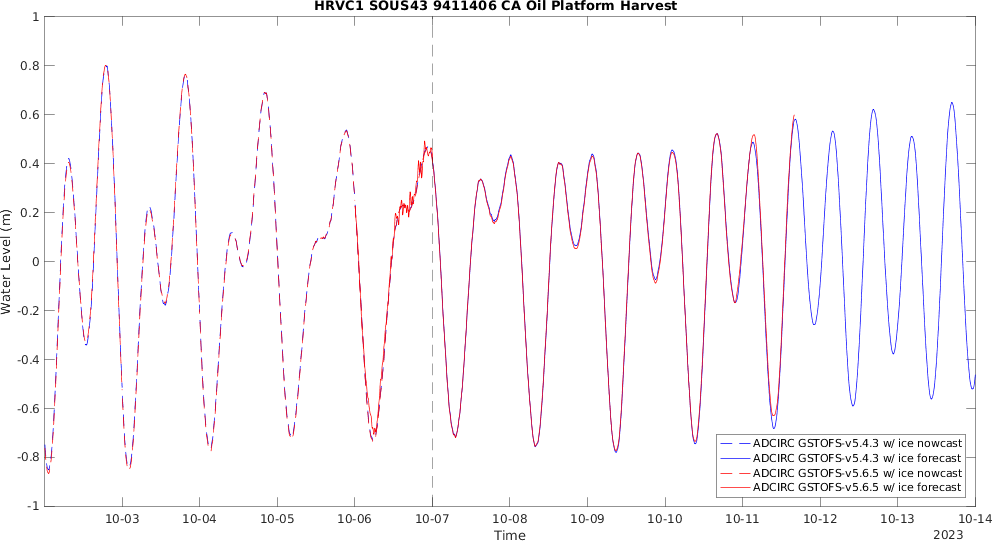 HRVC1 SOUS43 9411406 CA Oil Platform Harvest
1
0.8
0.6
0.4
0.2
0
-0.2
-0.4
-0.6
-0.8
-1
Water Level (m)
10-03 10-04 10-05 10-06 10-07 10-08 10-09 10-10 10-11 10-12 10-13 10-14
Time
2023
ADCIRC GSTOFS-v5.4.3 w/ ice nowcast
ADCIRC GSTOFS-v5.4.3 w/ ice forecast
ADCIRC GSTOFS-v5.6.5 w/ ice nowcast
ADCIRC GSTOFS-v5.6.5 w/ ice forecast